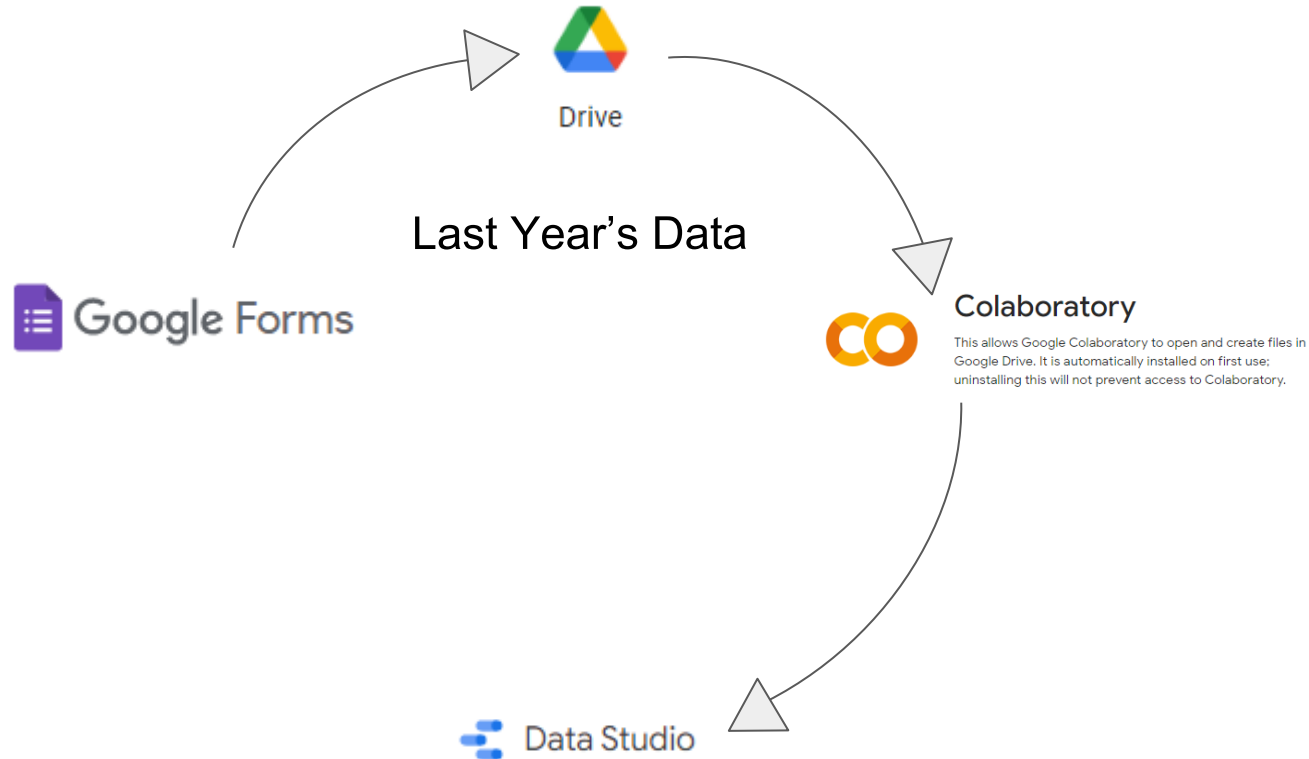 Drive
Last Year’s Data
Google Forms
Colaboratory
This allows Google Colaboratory to open and create files in
Google Drive. It is automatically installed on first use;
uninstalling this will not prevent access to Colaboratory.
Data Studio